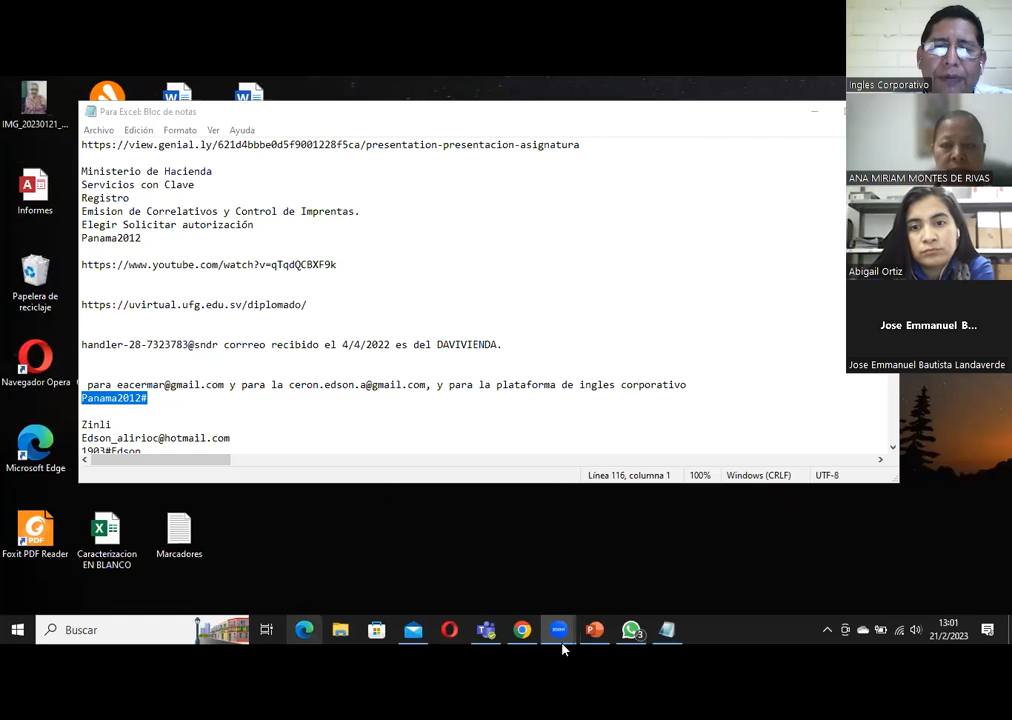 Ingles Corporativo
ANA MIRIAM MONTES DE RIVAS
Abigail Ortiz
Jose Emmanuel B...
Jose Emmanuel Bautista Landaverde
IMG_20230121_...
Informes
Papelera de
reciclaje
Navegador Opera
Microsoft Edge
Foxit PDF Reader
Caracterizacion
EN BLANCO
Marcadores
Para Excel: Bloc de notas
Archivo Edición Formato Ver Ayuda
https://view.genial.ly/621d4bbbe0d5f9001228f5ca/presentation-presentacion-asignatura
Ministerio de Hacienda
Servicios con Clave
Registro
Emision de Correlativos y Control de Imprentas.
Elegir Solicitar autorización
Panama2012
https://www.youtube.com/watch?v=qTqdQCBXF9k
https://uvirtual.ufg.edu.sv/diplomado/
handler-28-7323783@sndr corrreo recibido el 4/4/2022 es del DAVIVIENDA.
para eacermar@gmail.com y para la ceron.edson.a@gmail.com, y para la plataforma de ingles corporativo
Panama2012#
Zinli
Edson_alirioc@hotmail.com
1903#Edson
Línea 116, columna 1 100% Windows (CRLF) UTF-8
Buscar
zoom
3
13:01
21/2/2023